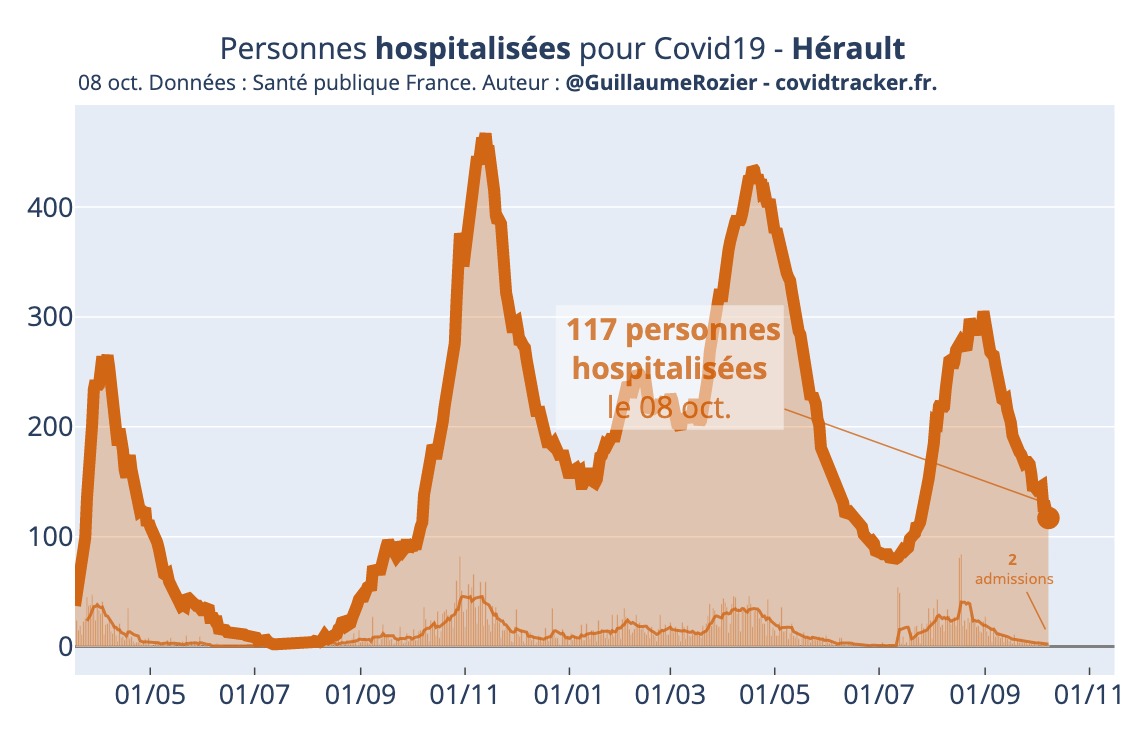 Personnes hospitalisées pour Covid19 - Hérault
08 oct. Données : Santé publique France. Auteur : @GuillaumeRozier - covidtracker.fr.
400
300
117 personnes
hospitalisées
le 08 oct.
200
100
2
admissions
0
01/05 01/07 01/09 01/11 01/01 01/03 01/05 01/07 01/09 01/11